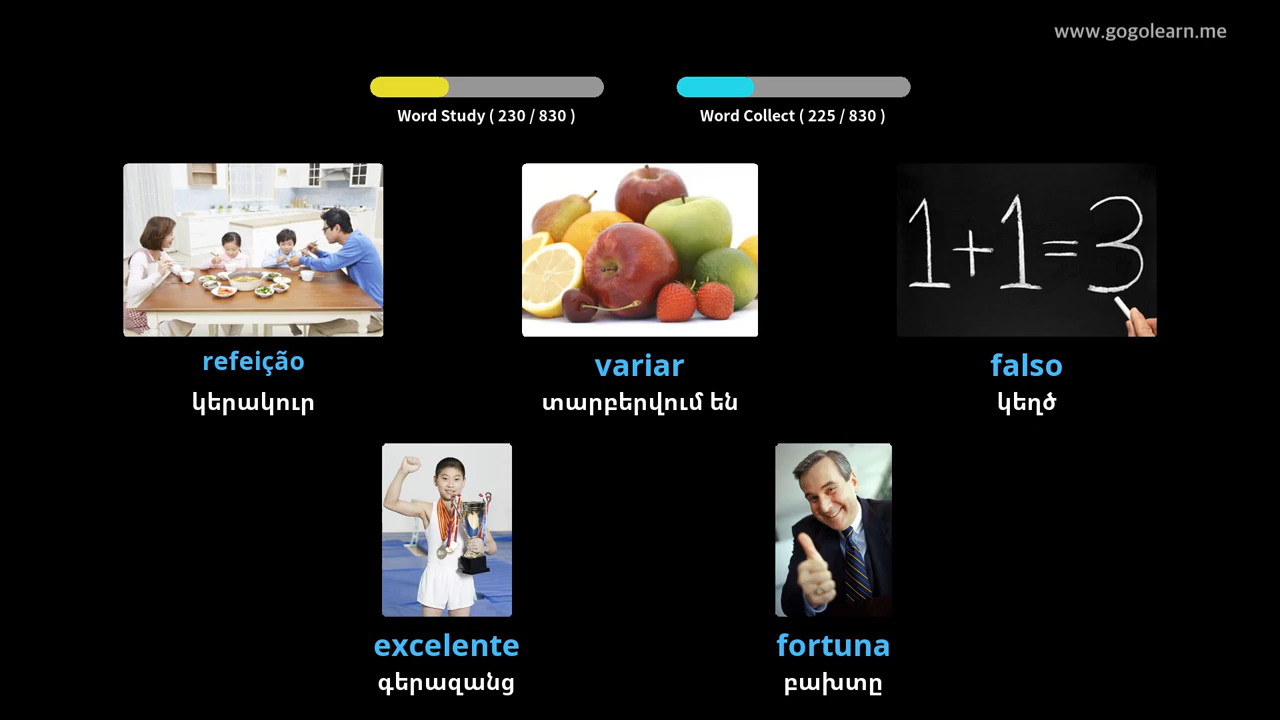 www.gogolearn.me
Word Study ( 230 / 830 )
Word Collect ( 225 / 830 )
1+1=3
refeição
variar
falso
կերակուր
տարբերվում են
կեղծ
excelente
fortuna
գերազանց
բախտը